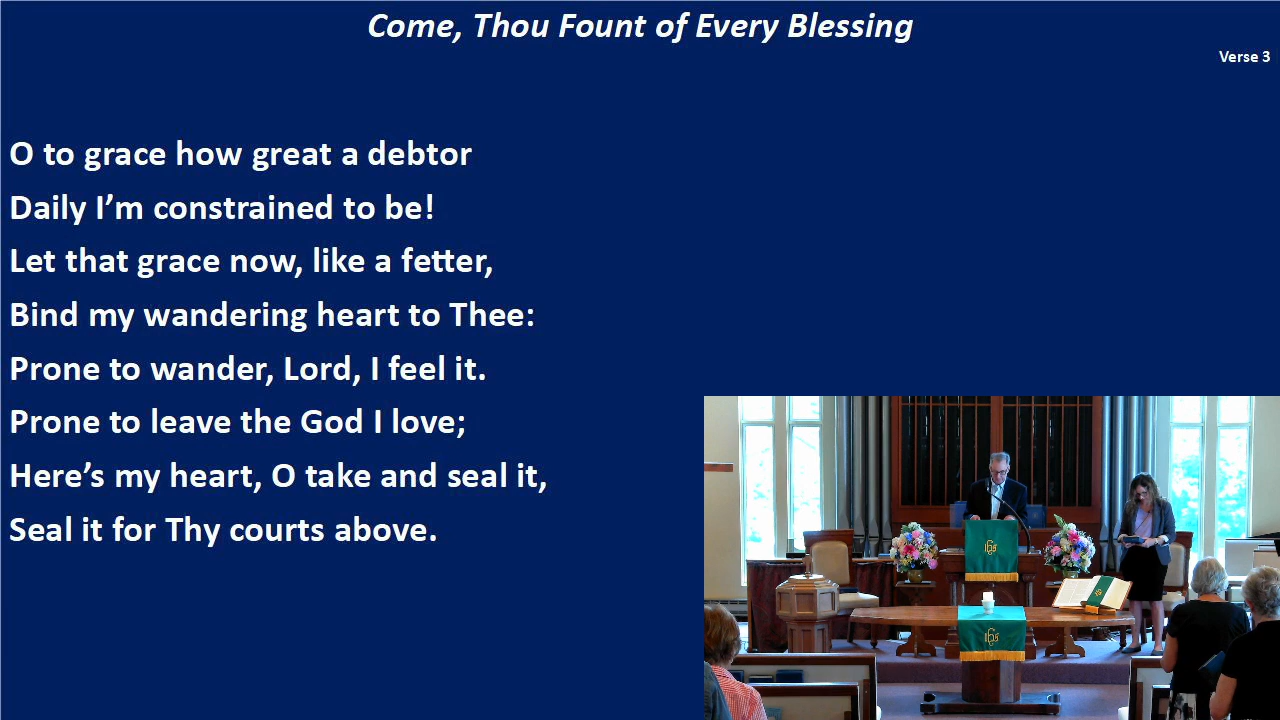 Come, Thou Fount of Every Blessing
Verse 3
O to grace how great a debtor
Daily I’m constrained to be!
Let that grace now, like a fetter,
Bind my wandering heart to Thee:
Prone to wander, Lord, I feel it.
Prone to leave the God I love;
Here’s my heart, O take and seal it,
Seal it for Thy courts above.
IHS
IHS